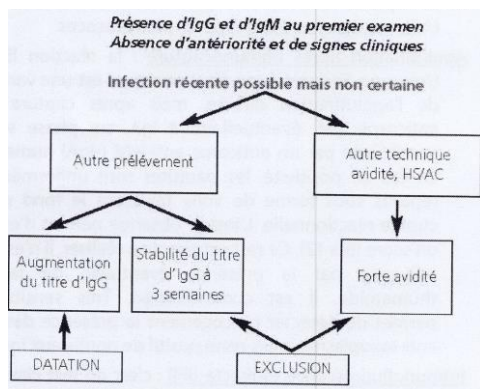 Présence d'IgG et d'IgM au premier examen
Absence d'antériorité et de signes cliniques
Infection récente possible mais non certaine
Autre prélévement
Autre technique
avidité, HS/AC
Augmentation
du titre d'IgG
Stabilité du titre
d'IgG à
3 semaines
Forte avidité
DATATION
EXCLUSION